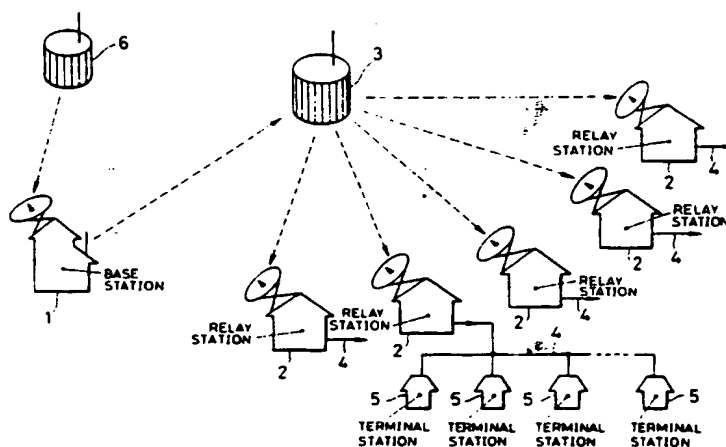 6
3
RELAY
STATION
2
4
RELAY
STATION
2
4
BASE
STATION
1
RELAY
STATION
2
4
RELAY
STATION
2
RELAY
STATION
2
4
4
5
5
5
5
TERMINAL
STATION
TERMINAL
STATION
TERMINAL
STATION
TERMINAL
STATION